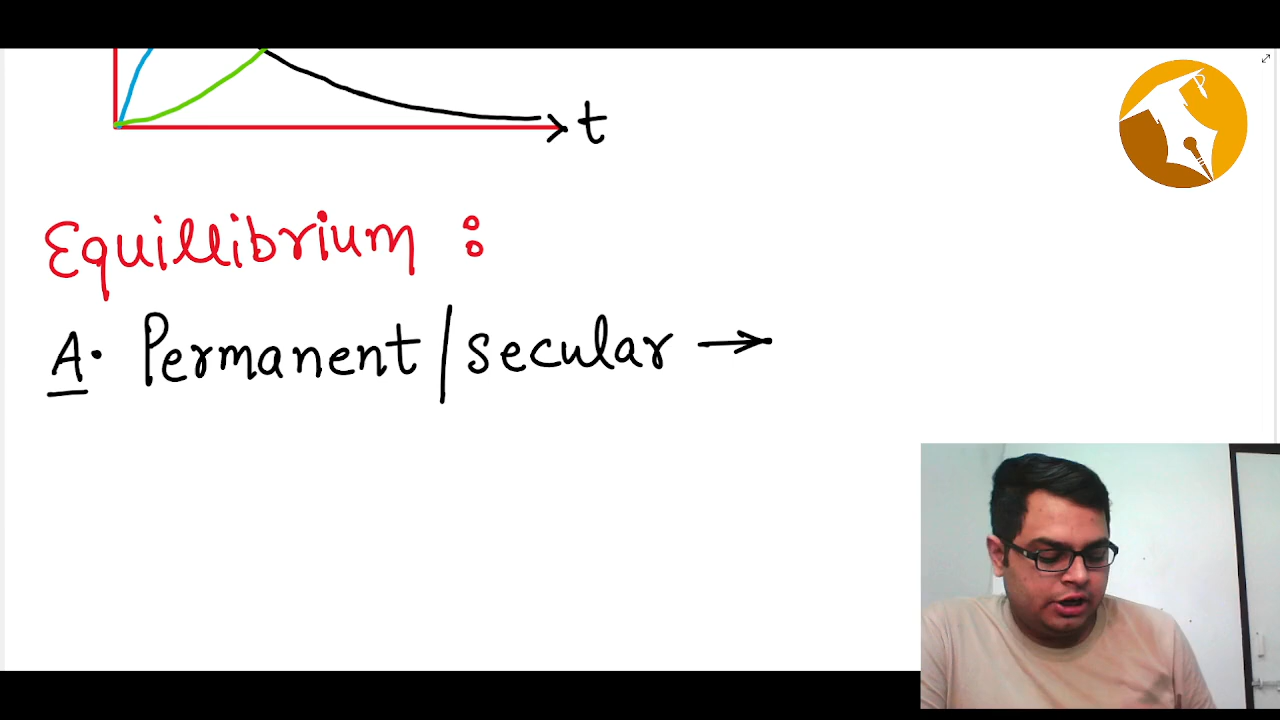 t
Equillibrium :
A. Permanent / secular →